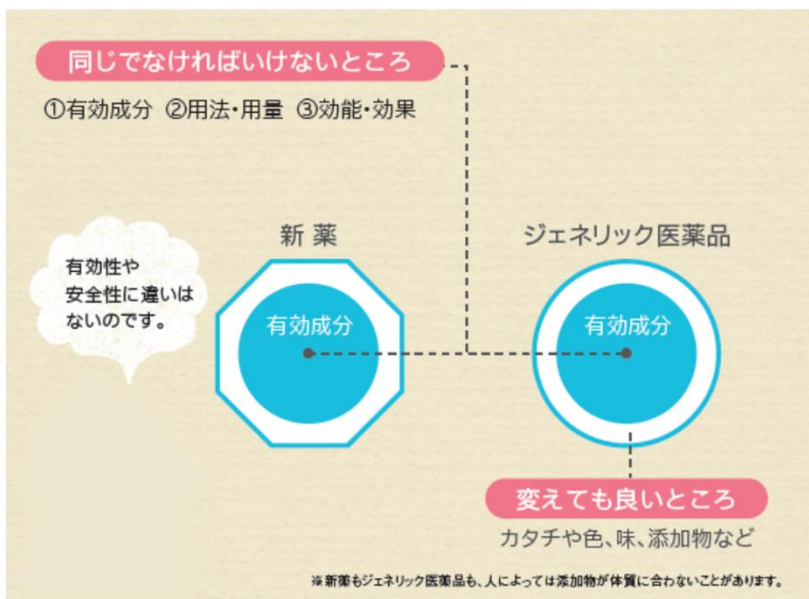 同じでなければいけないところ
①有効成分 ②用法・用量 ③効能・効果
有効性や
安全性に違いは
ないのです。
新薬
ジェネリック医薬品
有効成分
有効成分
変えても良いところ
カタチや色、味、添加物など
※新薬もジェネリック医薬品も、人によっては添加物が体質に合わないことがあります。